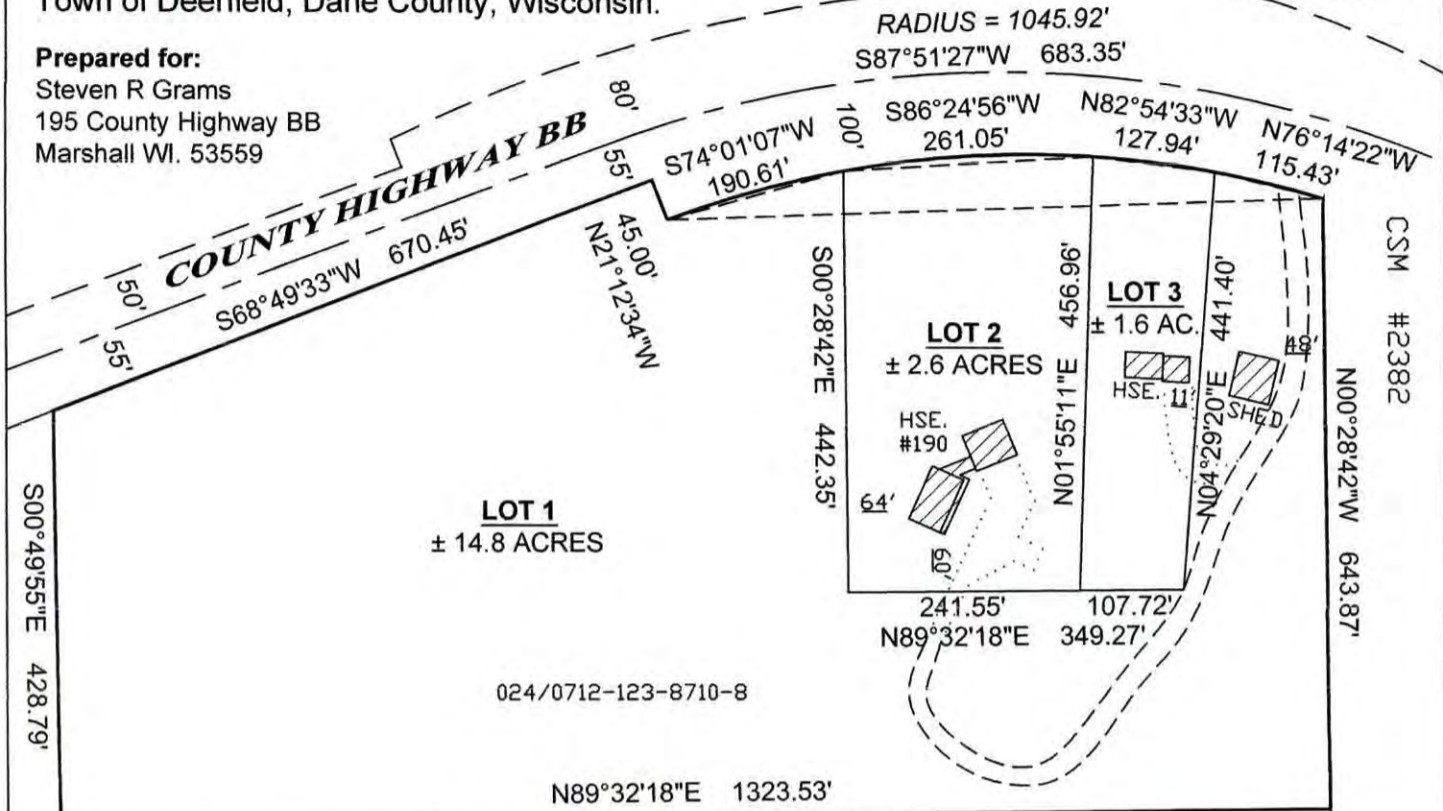 Town of Deerfield, Dane County, Wisconsin.
Prepared for:
Steven R Grams
195 County Highway BB
Marshall WI. 53559
RADIUS = 1045.92'
S87°51'27"W 683.35'
COUNTY HIGHWAY BB
80'
50'
55'
55'
100'
S74°01'07"W
190.61'
S86°24'56"W
261.05'
N82°54'33"W
127.94'
N76°14'22"W
115.43'
S68°49'33"W 670.45'
45.00'
N21°12'34"W
CSM #2382
S00°28'42"E 442.35'
LOT 2
± 2.6 ACRES
HSE.
#190
64'
60
N01°55'11"E 456.96'
LOT 3
± 1.6 AC.
HSE.
11'
N04°29'20"E 441.40'
SHED
48'
N00°28'42"W 643.87'
S00°49'55"E 428.79'
LOT 1
± 14.8 ACRES
241.55' 107.72'
N89°32'18"E 349.27'
024/0712-123-8710-8
N89°32'18"E 1323.53'